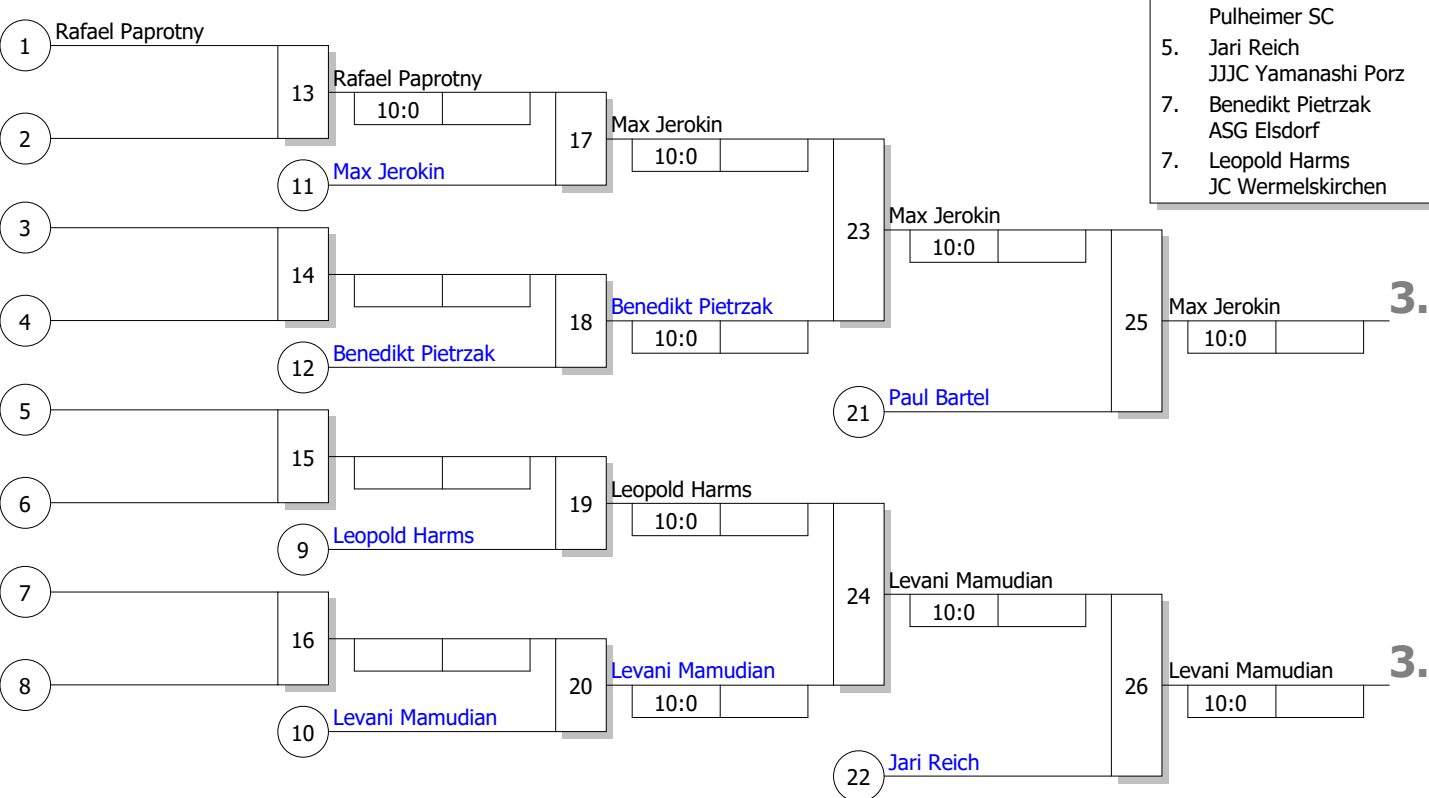 Pulheimer SC
5. Jari Reich
JJJC Yamanashi Porz
7. Benedikt Pietrzak
ASG Elsdorf
7. Leopold Harms
JC Wermelskirchen
1 Rafael Paprotny
2
13 Rafael Paprotny
10:0
11 Max Jerokin
17 Max Jerokin
10:0
3
4
14
12 Benedikt Pietrzak
18 Benedikt Pietrzak
10:0
23 Max Jerokin
10:0
21 Paul Bartel
25 Max Jerokin
10:0
3.
5
6
15
9 Leopold Harms
19 Leopold Harms
10:0
7
8
16
10 Levani Mamudian
20 Levani Mamudian
10:0
24 Levani Mamudian
10:0
22 Jari Reich
26 Levani Mamudian
10:0
3.